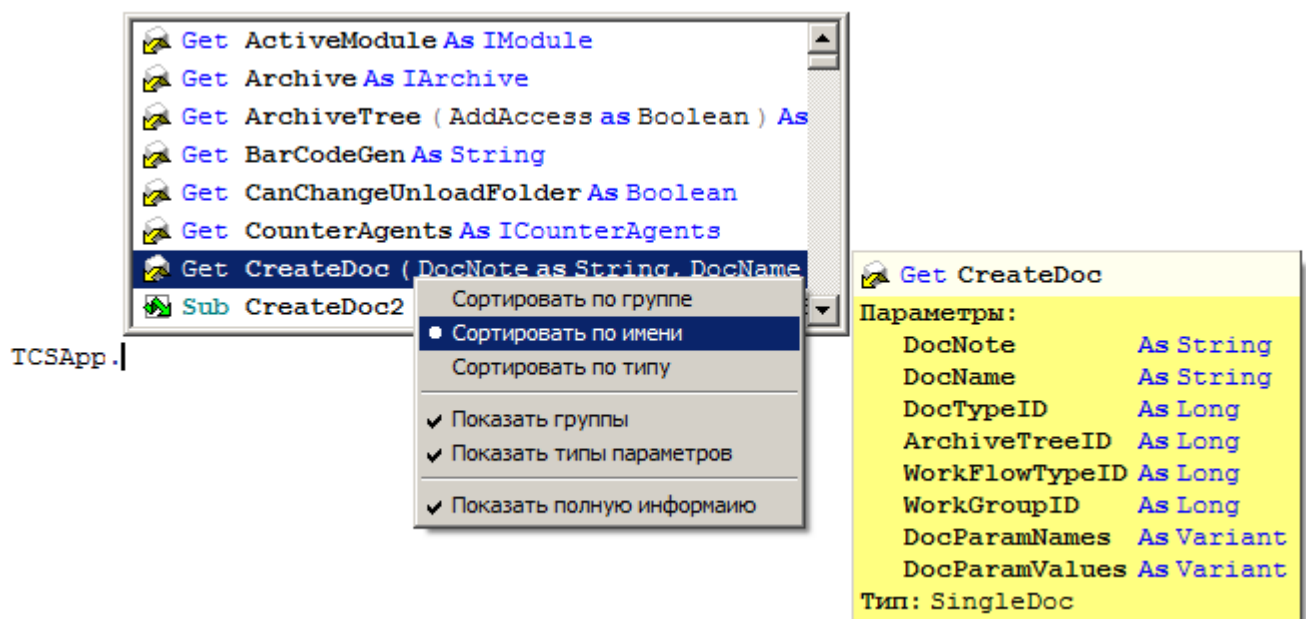 Get ActiveModule As IModule
Get Archive As IArchive
Get ArchiveTree ( AddAccess as Boolean ) As
Get BarCodeGen As String
Get CanChangeUnloadFolder As Boolean
Get CounterAgents As ICounterAgents
Get CreateDoc ( DocNote as String, DocName
Sub CreateDoc2
TCSApp.
Сортировать по группе
Сортировать по имени
Сортировать по типу
Показать группы
Показать типы параметров
Показать полную информаию
Get CreateDoc
Параметры:
DocNote As String
DocName As String
DocTypeID As Long
ArchiveTreeID As Long
WorkFlowTypeID As Long
WorkGroupID As Long
DocParamNames As Variant
DocParamValues As Variant
Тип: SingleDoc